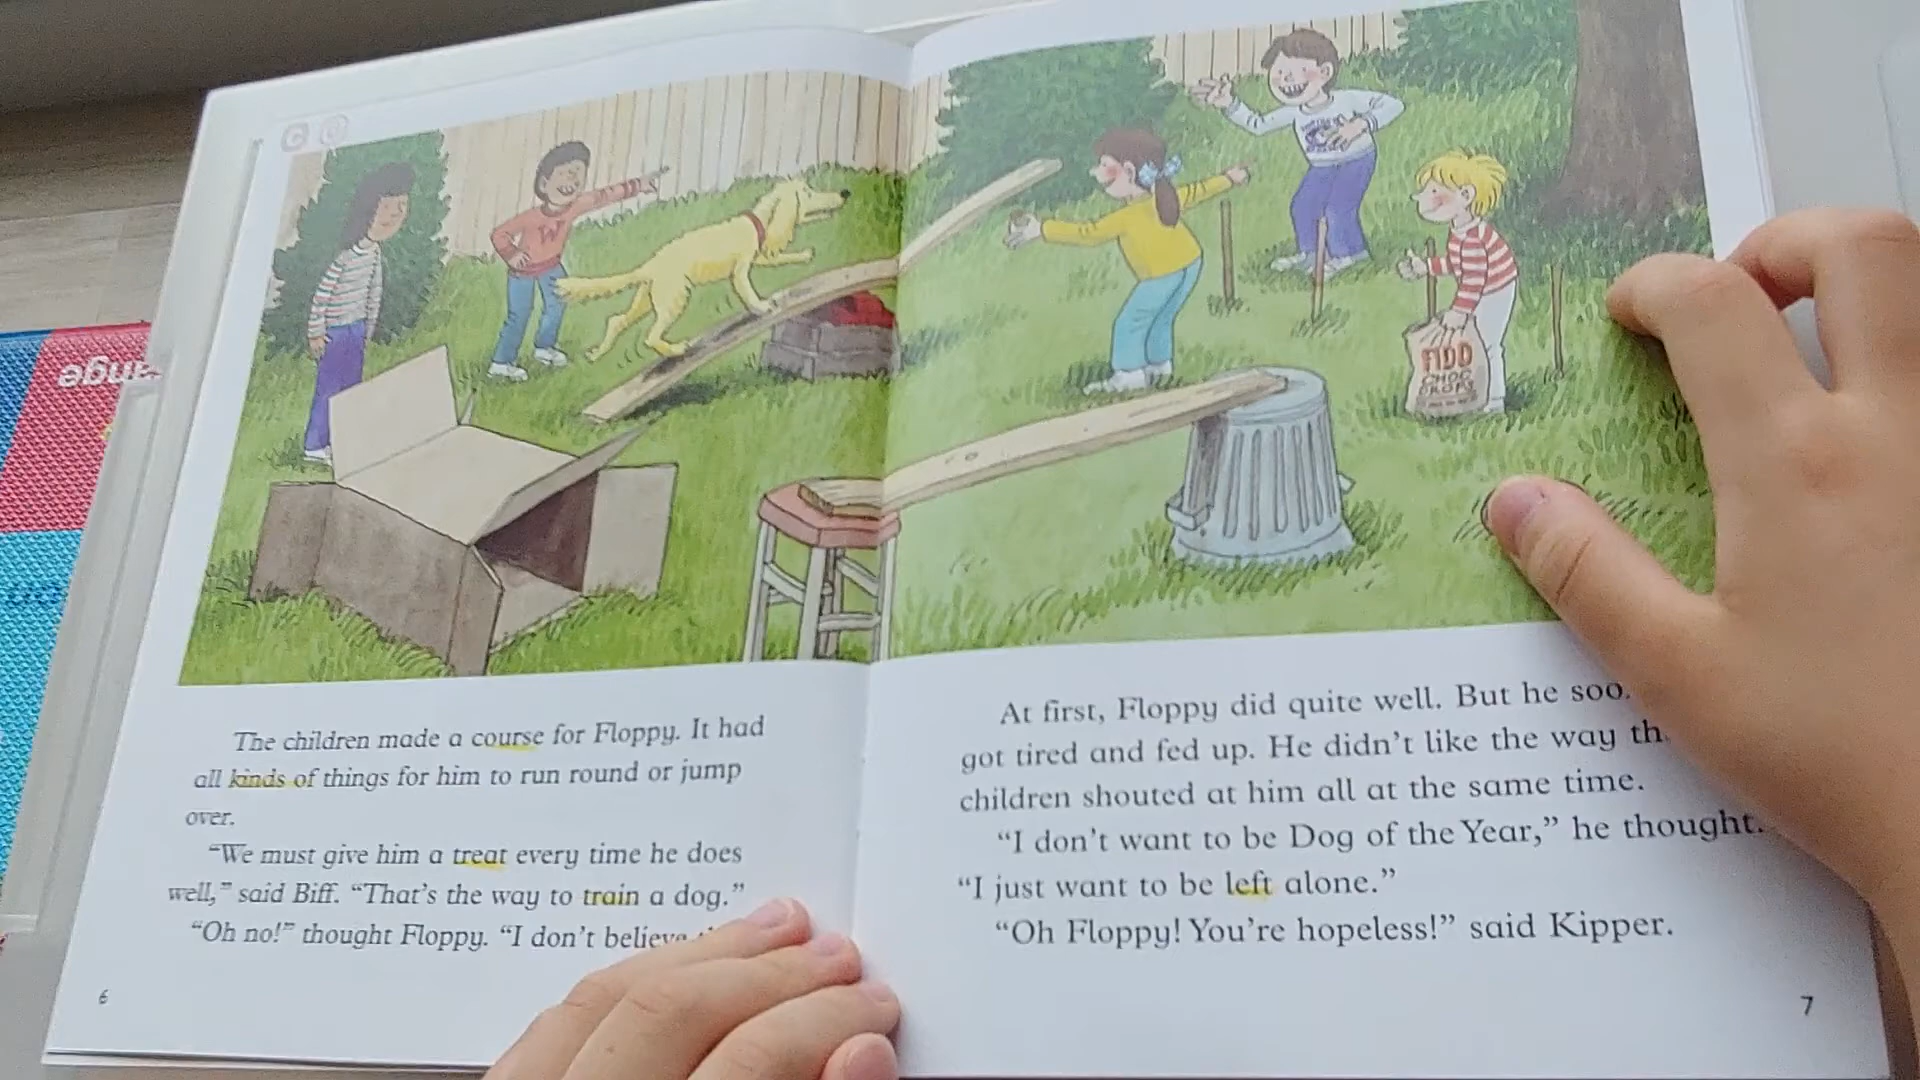 The children made a course for Floppy. It had
all kinds of things for him to run round or jump
over.
"We must give him a treat every time he does
well," said Biff. "That's the way to train a dog."
"Oh no!" thought Floppy. "I don't believe
6
At first, Floppy did quite well. But he
got tired and fed up. He didn't like the way
children shouted at him all at the same time.
"I don't want to be Dog of the Year," he thought.
"I just want to be left alone."
"Oh Floppy! You're hopeless!" said Kipper.
7
W
FIDO
CHOC
DROPS